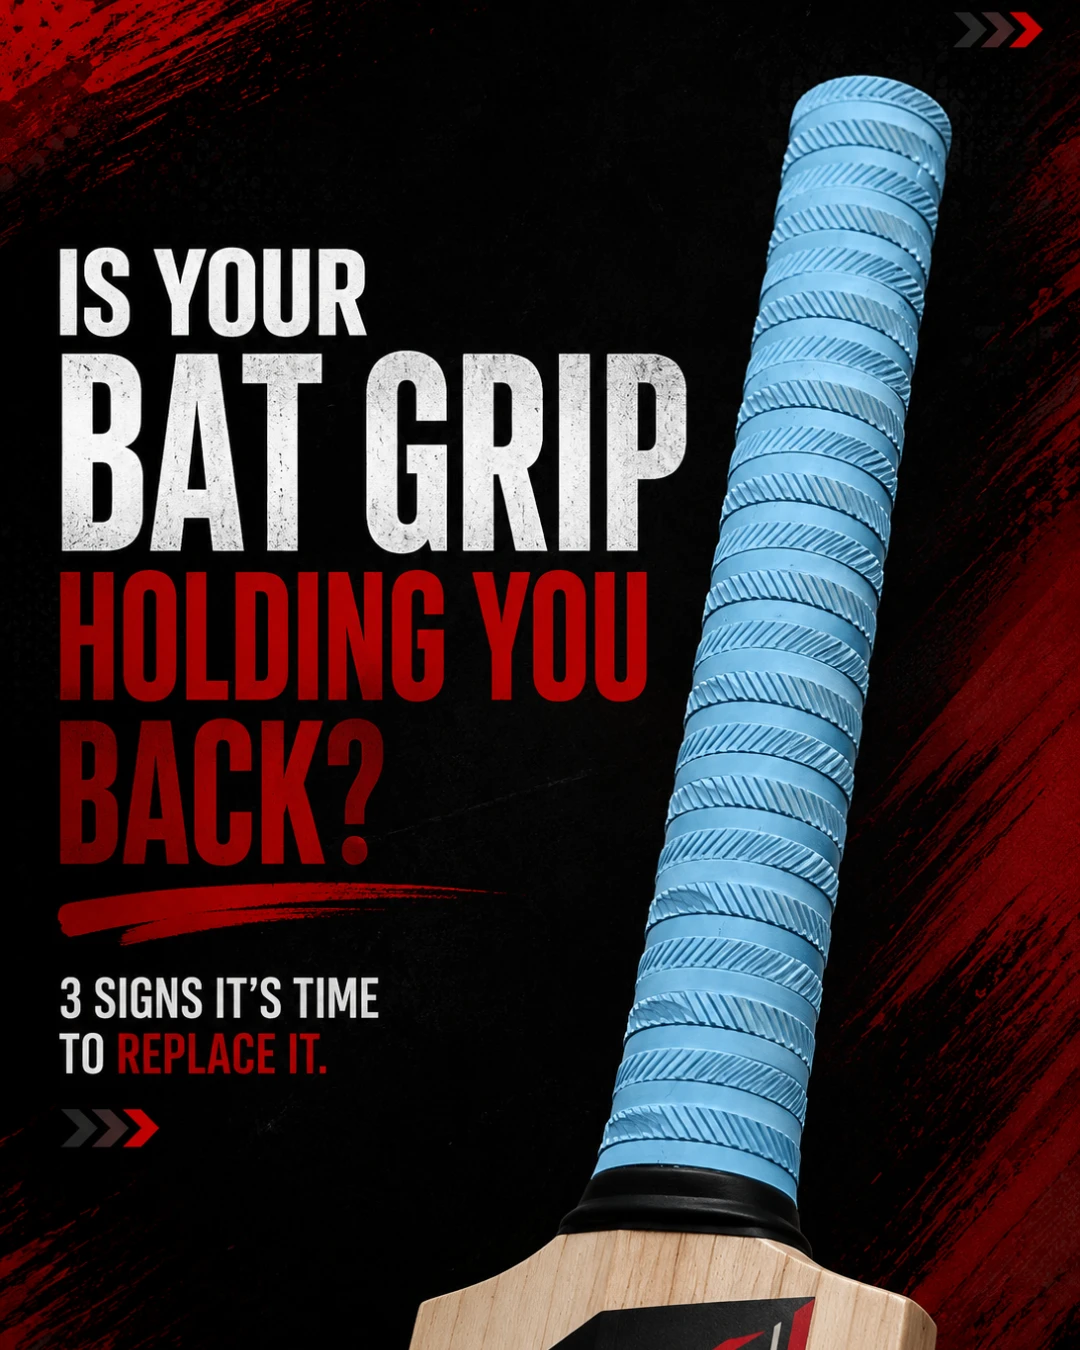 IS YOUR
BAT GRIP
HOLDING YOU
BACK?
3 SIGNS IT'S TIME
TO REPLACE IT.